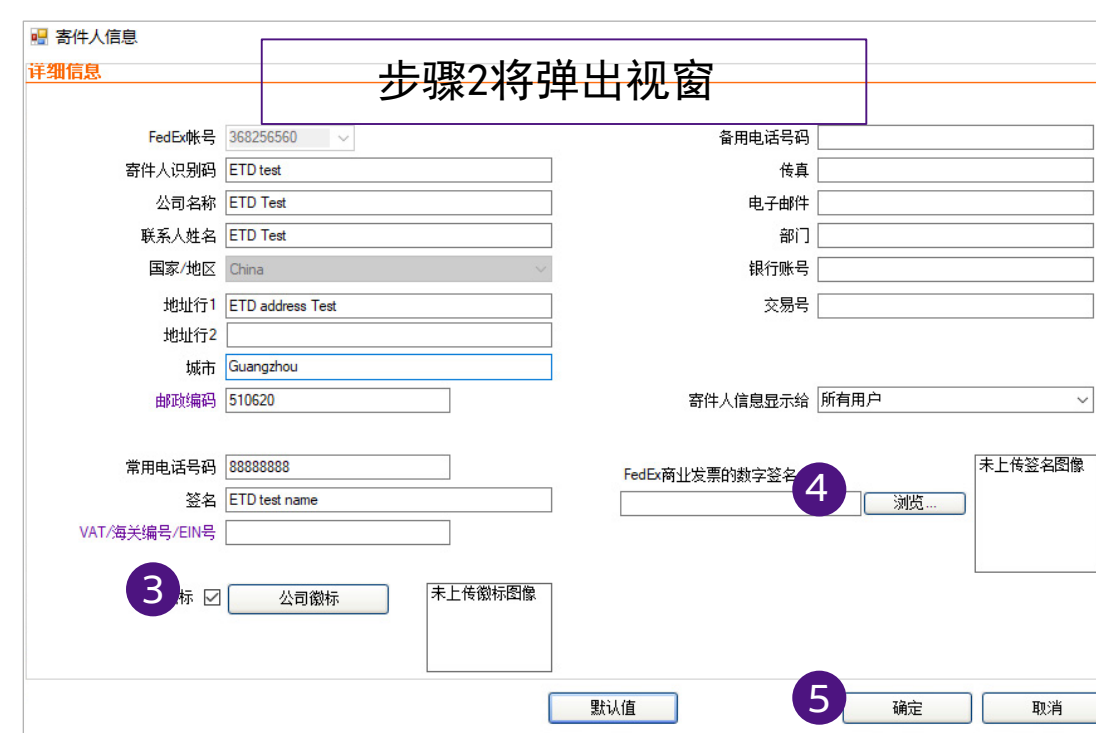 寄件人信息
详细信息
步骤2将弹出视窗
FedEx帐号 368256560
寄件人识别码 ETD test
公司名称 ETD Test
联系人姓名 ETD Test
国家/地区 China
地址行1 ETD address Test
地址行2
城市 Guangzhou
邮政编码 510620
常用电话号码 88888888
签名 ETD test name
VAT/海关编号/EIN号
3 标 公司徽标
未上传徽标图像
备用电话号码
传真
电子邮件
部门
银行账号
交易号
寄件人信息显示给 所有用户
FedEx商业发票的数字签名
4 浏览...
未上传签名图像
默认值
5 确定
取消